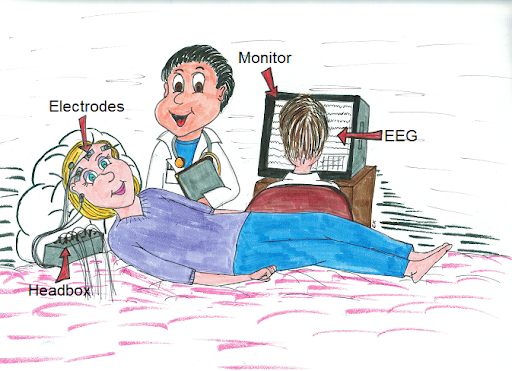 Monitor
Electrodes
EEG
Headbox